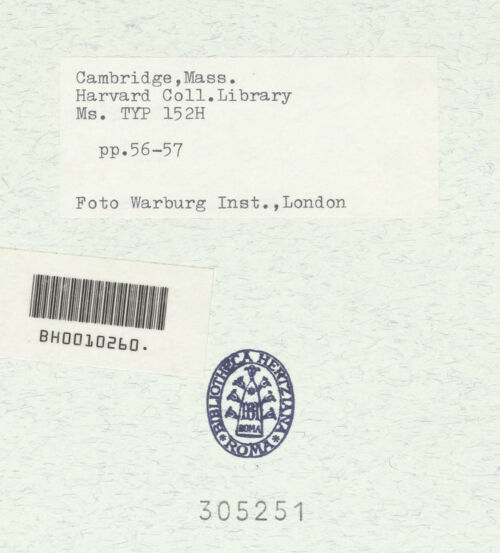 Cambridge,Mass.
Harvard Coll.Library
Ms. TYP 152H
pp.56-57
Foto Warburg Inst.,London
BH0010260.
BIBLIOTHECA HERTZIANA
ROMA
ROMA
305251